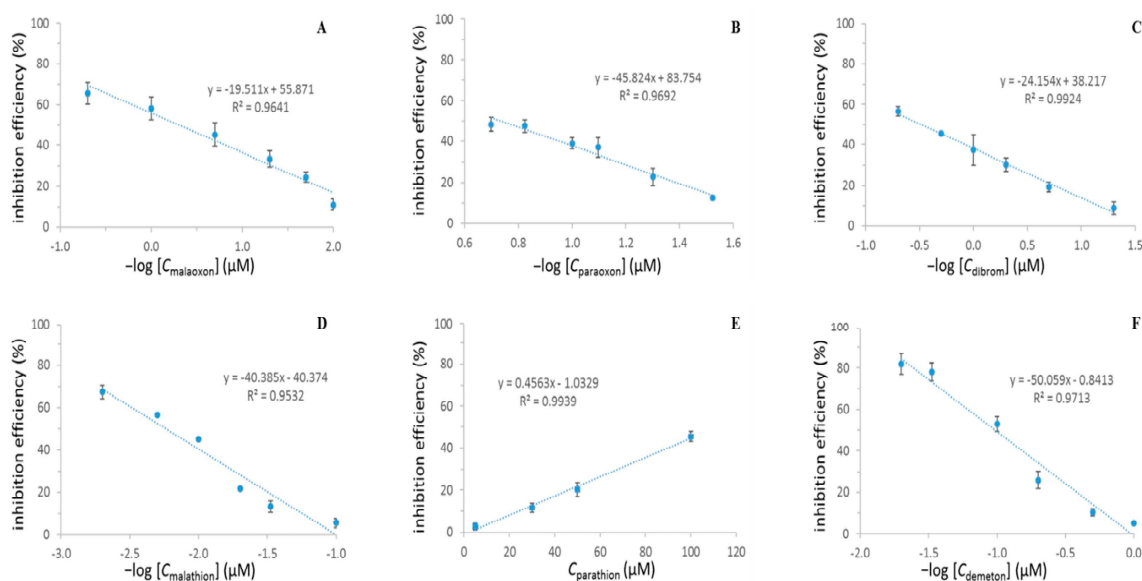 A
inhibition efficiency (%)
100
80
60
40
20
0
y = -19.511x + 55.871
R² = 0.9641
-1.0 0.0 1.0 2.0
−log [Cmalaoxon] (µM)
B
inhibition efficiency (%)
100
80
60
40
20
0
y = -45.824x + 83.754
R² = 0.9692
0.6 0.8 1.0 1.2 1.4 1.6
−log [Cparaoxon] (µM)
C
inhibition efficiency (%)
100
80
60
40
20
0
y = -24.154x + 38.217
R² = 0.9924
-1.0 -0.5 0.0 0.5 1.0 1.5
−log [Cdibrom] (µM)
D
inhibition efficiency (%)
100
80
60
40
20
0
y = -40.385x - 40.374
R² = 0.9532
-3.0 -2.5 -2.0 -1.5 -1.0
−log [Cmalathion] (µM)
E
inhibition efficiency (%)
100
80
60
40
20
0
y = 0.4563x - 1.0329
R² = 0.9939
0 20 40 60 80 100 120
Cparathion (µM)
F
inhibition efficiency (%)
100
80
60
40
20
0
y = -50.059x - 0.8413
R² = 0.9713
-2.0 -1.5 -1.0 -0.5 0.0
−log [Cdemeton] (µM)